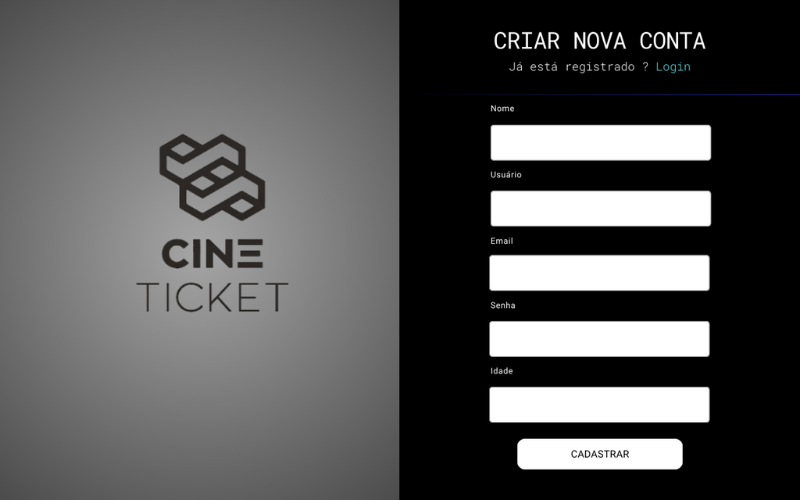 CINE
TICKET
CRIAR NOVA CONTA
Já está registrado ? Login
Nome
Usuário
Email
Senha
Idade
CADASTRAR